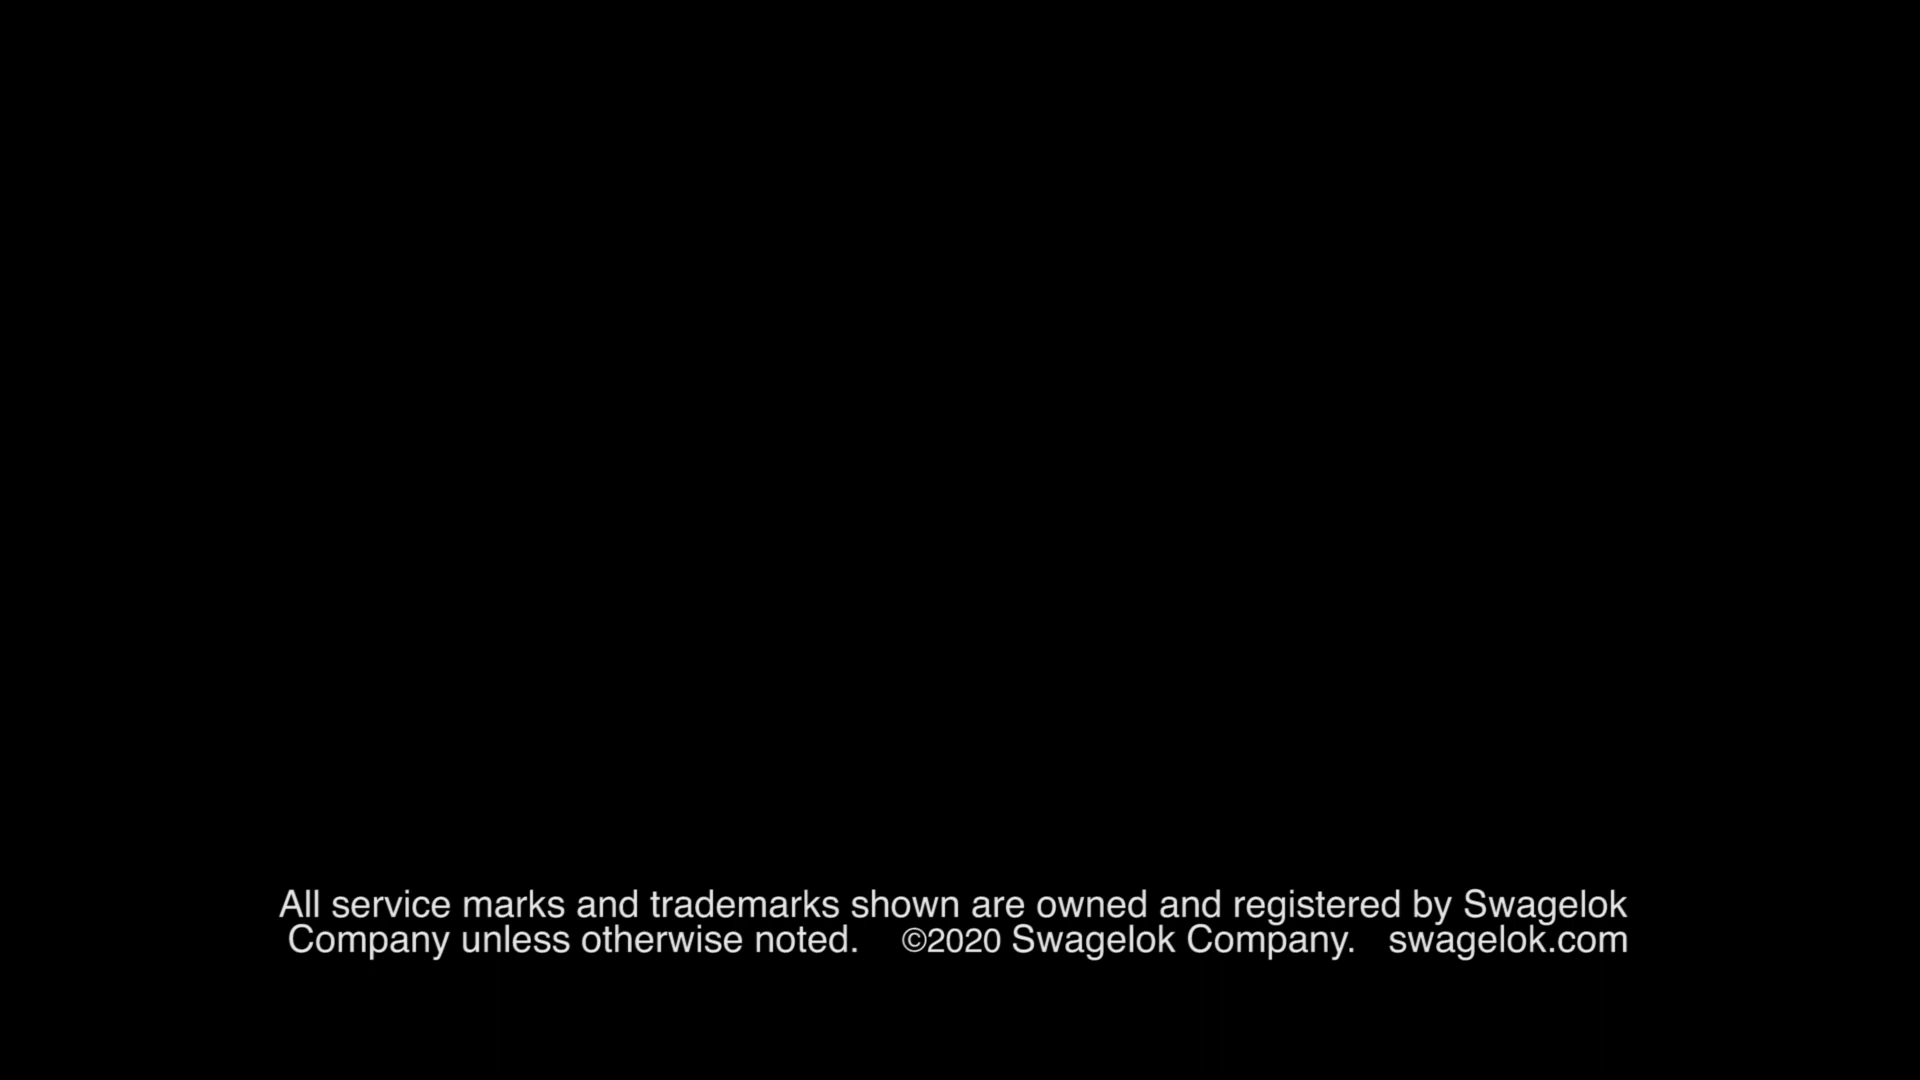 All service marks and trademarks shown are owned and registered by Swagelok
Company unless otherwise noted. ©2020 Swagelok Company. swagelok.com